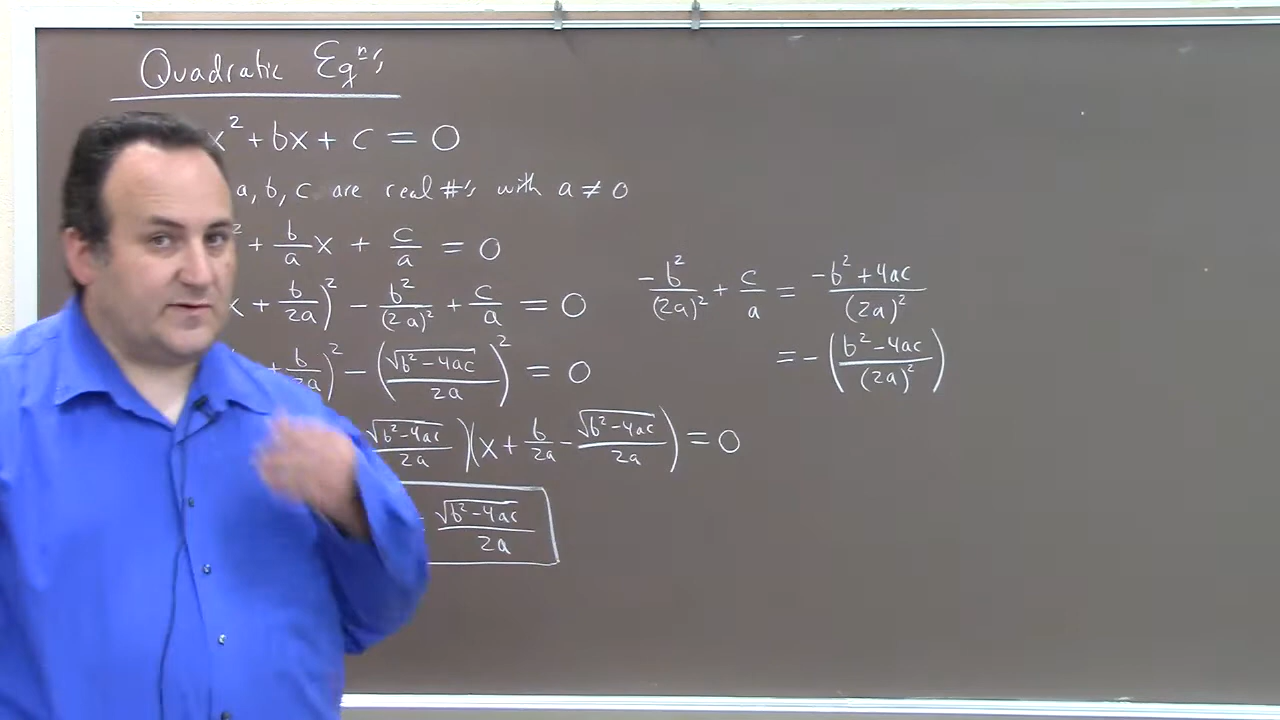 Quadratic Eqⁿ's
x² + bx + c = 0
a, b, c are real #'s with a ≠ 0
² + b/a x + c/a = 0
x + b/2a)² - b²/(2a)² + c/a = 0
+ b/2a)² - (√(b² - 4ac)/2a)² = 0
√(b² - 4ac)/2a)(x + b/2a - √(b² - 4ac)/2a) = 0
√(b² - 4ac)/2a
-b²/(2a)² + c/a = (-b² + 4ac)/(2a)²
= -((b² - 4ac)/(2a)²)